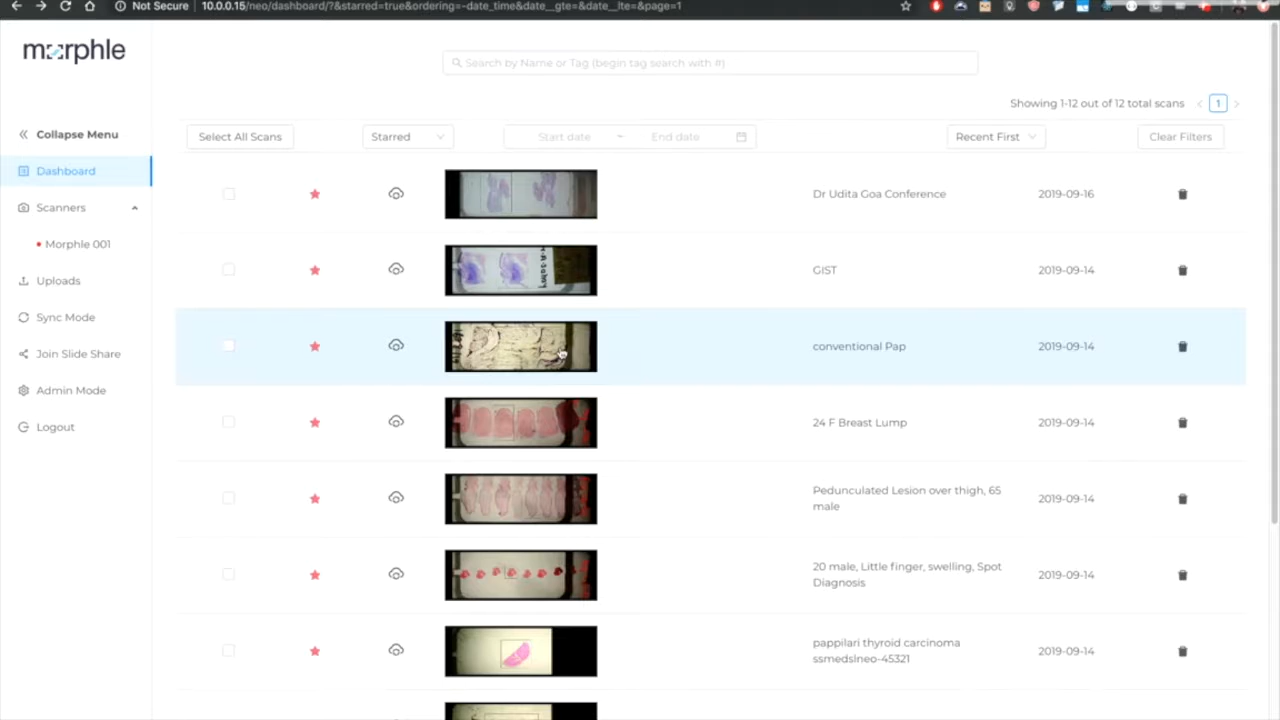 Not Secure | 10.0.0.15/neo/dashboard/?&starred=true&ordering=-date_time&date__gte=&date__lte=&page=1
morphle
Search by Name or Tag (begin tag search with #)
Showing 1-12 out of 12 total scans
1
Collapse Menu
Select All Scans
Starred
Start date
~
End date
Recent First
Clear Filters
Dashboard
Dr Udita Goa Conference
2019-09-16
Scanners
Morphle 001
GIST
2019-09-14
Uploads
Sync Mode
conventional Pap
2019-09-14
Join Slide Share
Admin Mode
Logout
24 F Breast Lump
2019-09-14
Pedunculated Lesion over thigh, 65
male
2019-09-14
20 male, Little finger, swelling, Spot
Diagnosis
2019-09-14
pappilari thyroid carcinoma
ssmedslneo-45321
2019-09-14